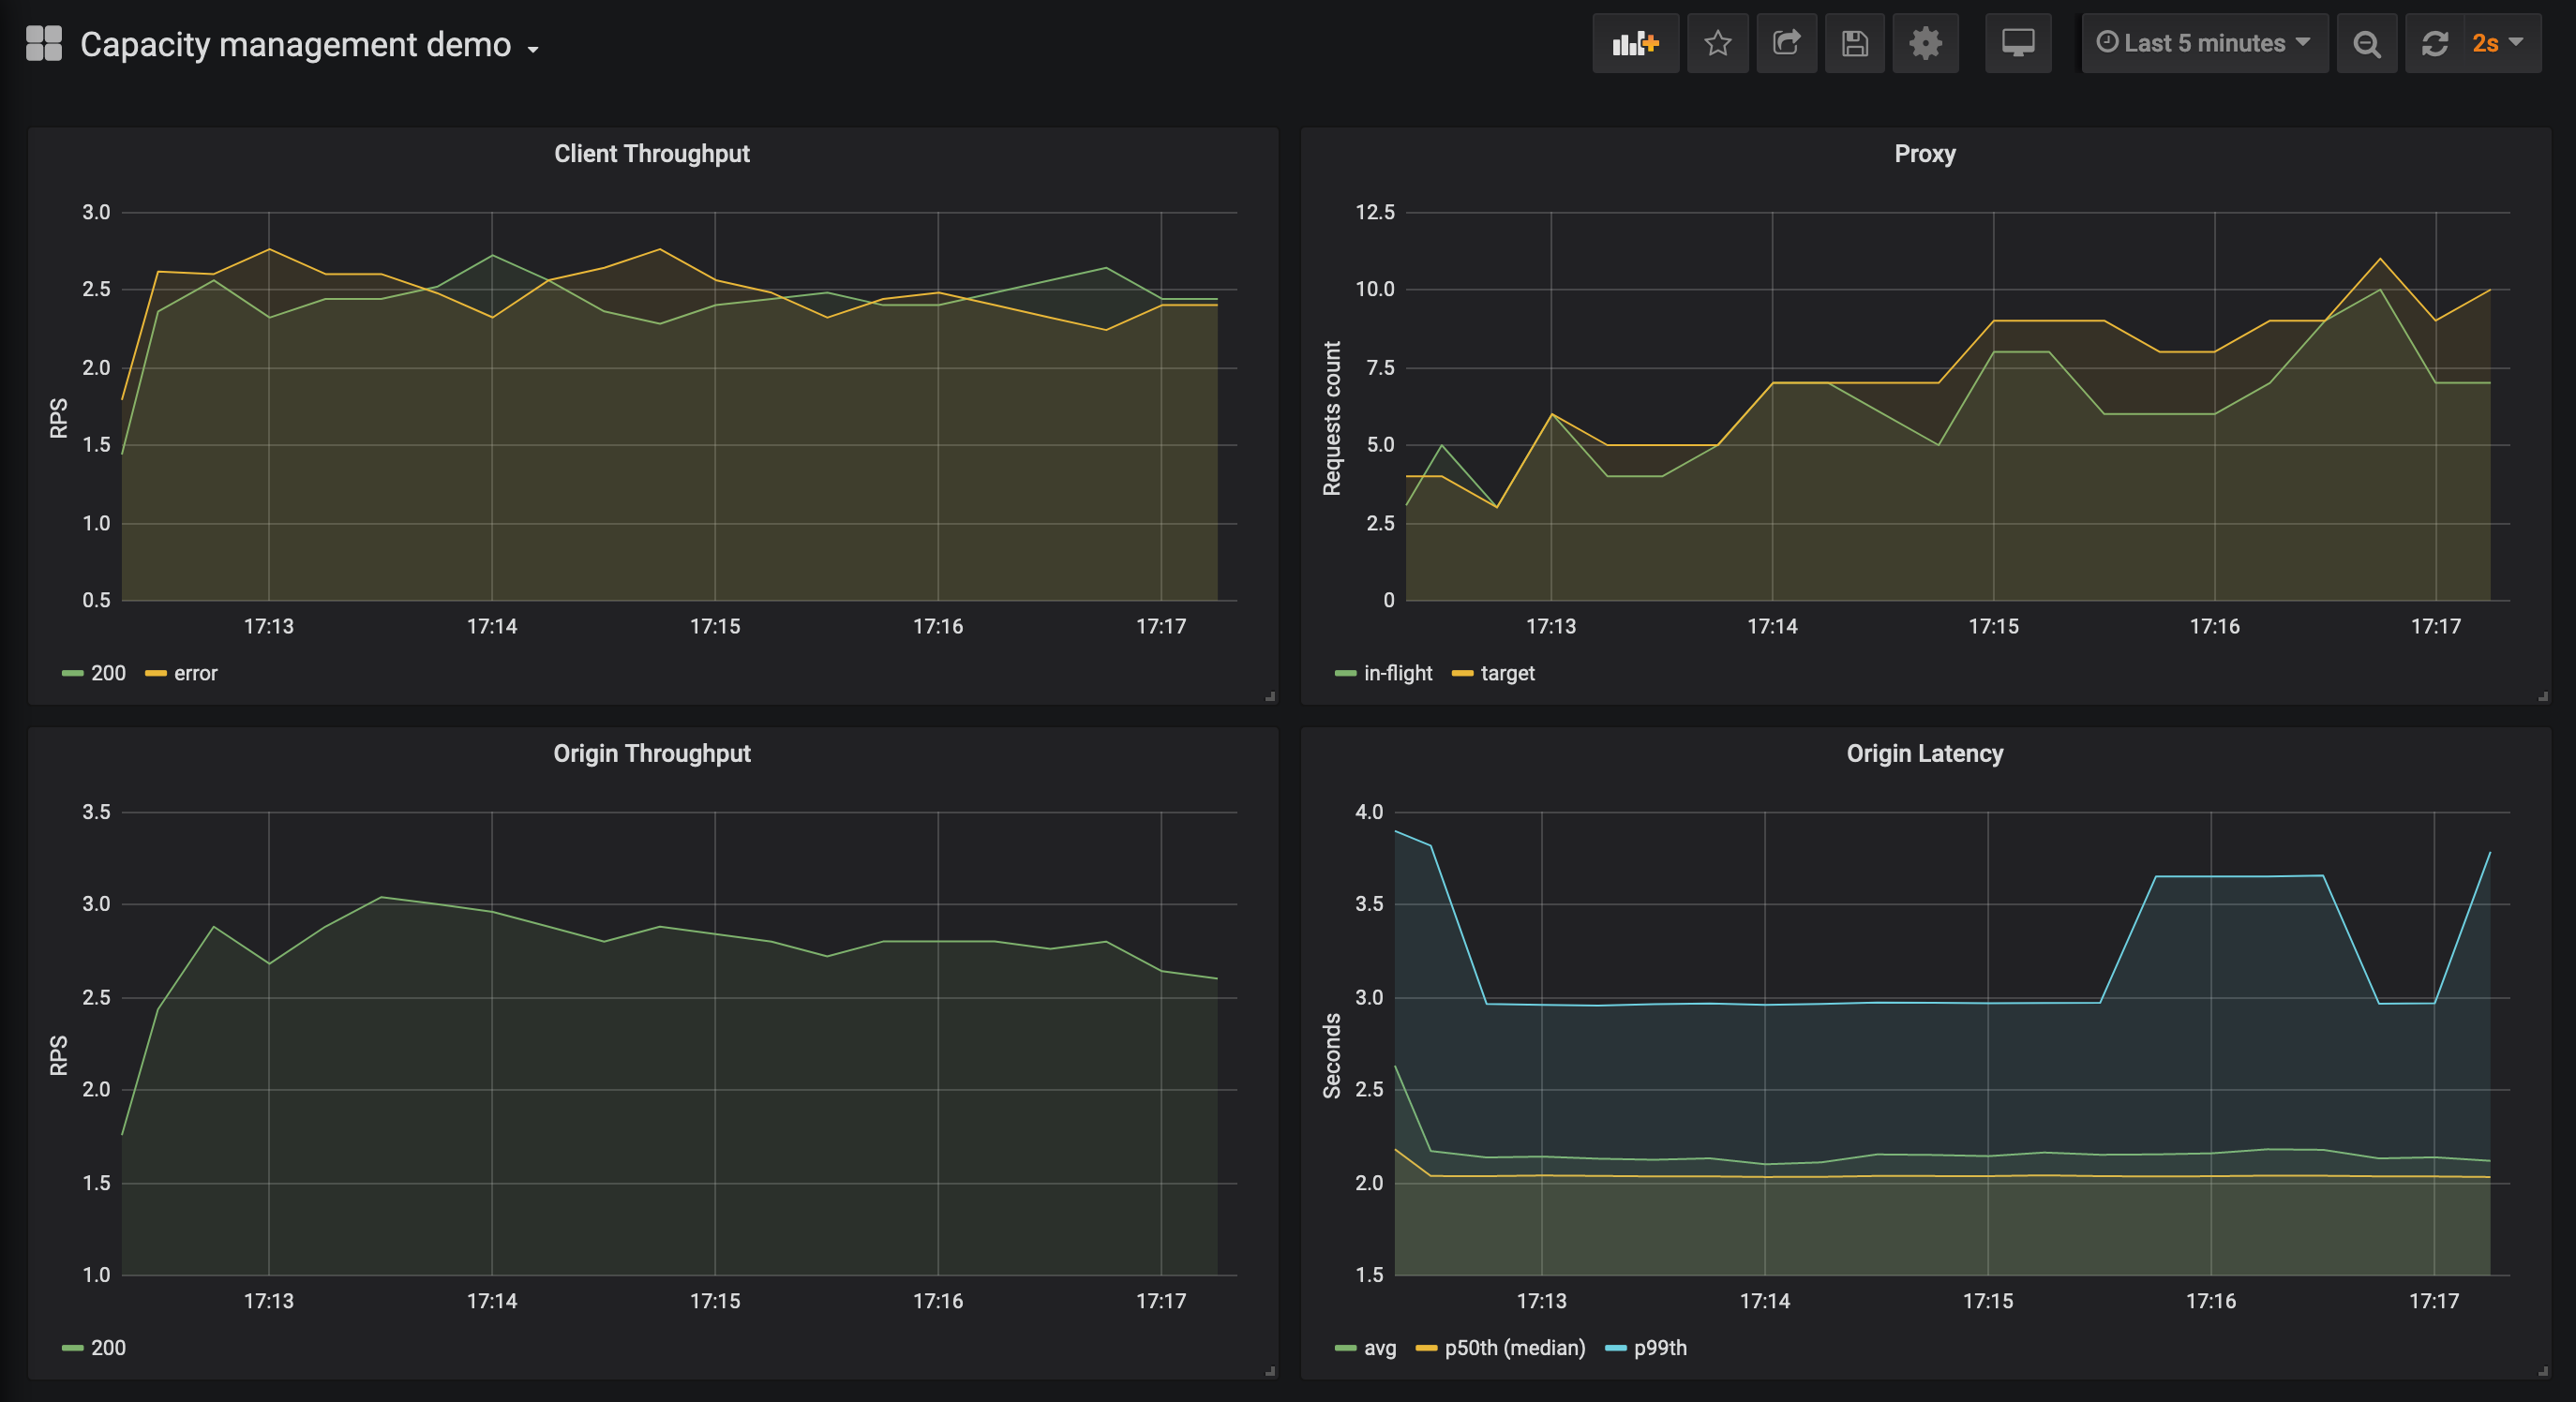 Capacity management demo
Last 5 minutes
2s
Client Throughput
3.0
2.5
2.0
1.5
1.0
0.5
RPS
17:13 17:14 17:15 17:16 17:17
200 error
Proxy
12.5
10.0
7.5
5.0
2.5
0
Requests count
17:13 17:14 17:15 17:16 17:17
in-flight target
Origin Throughput
3.5
3.0
2.5
2.0
1.5
1.0
RPS
17:13 17:14 17:15 17:16 17:17
200
Origin Latency
4.0
3.5
3.0
2.5
2.0
1.5
Seconds
17:13 17:14 17:15 17:16 17:17
avg p50th (median) p99th